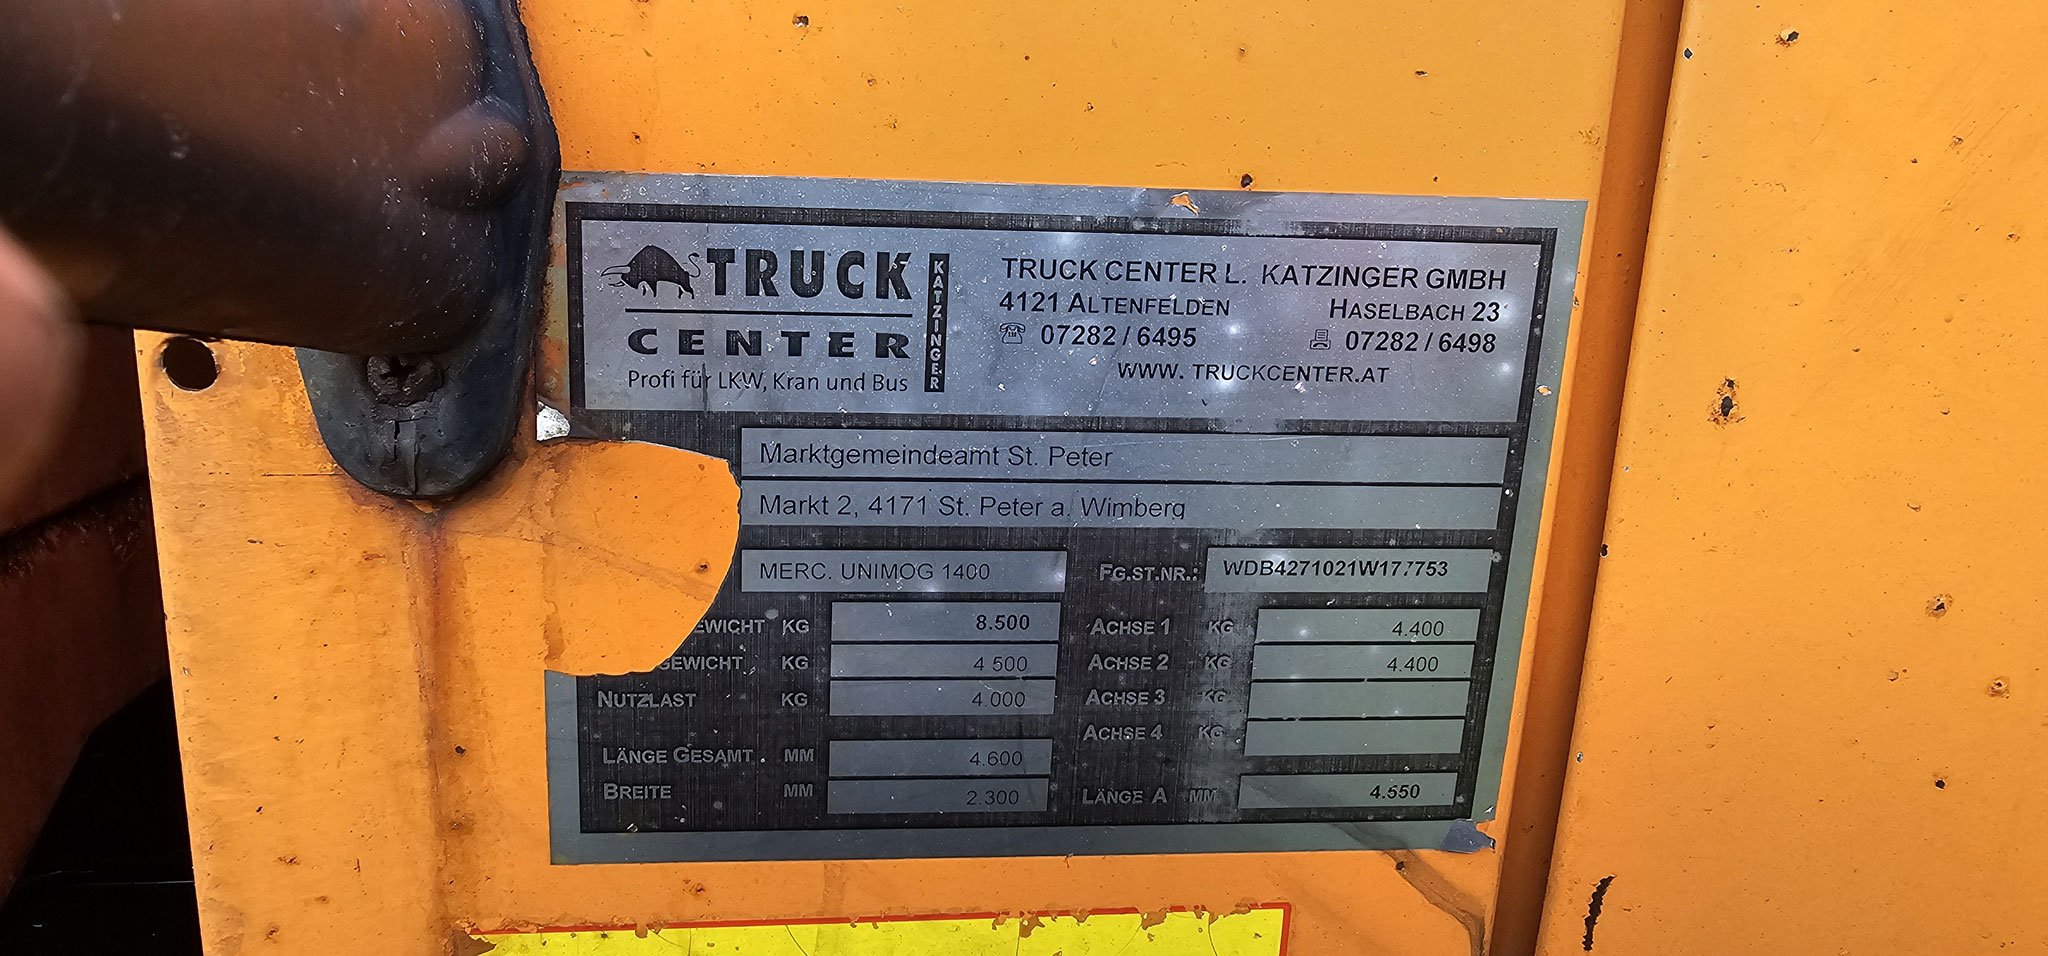 TRUCK
CENTER
KATZINGER
Profi für LKW, Kran und Bus
TRUCK CENTER L. KATZINGER GMBH
4121 ALTENFELDEN HASELBACH 23
07282 / 6495 07282 / 6498
WWW. TRUCKCENTER.AT
Marktgemeindeamt St. Peter
Markt 2, 4171 St. Peter a. Wimberg
MERC. UNIMOG 1400 FG.ST.NR.: WDB4271021W177753
EWICHT KG 8.500 ACHSE 1 KG 4.400
GEWICHT KG 4 500 ACHSE 2 KG 4.400
NUTZLAST KG 4.000 ACHSE 3 KG
ACHSE 4 KG
LÄNGE GESAMT MM 4.600
BREITE MM 2.300 LÄNGE A MM 4.550